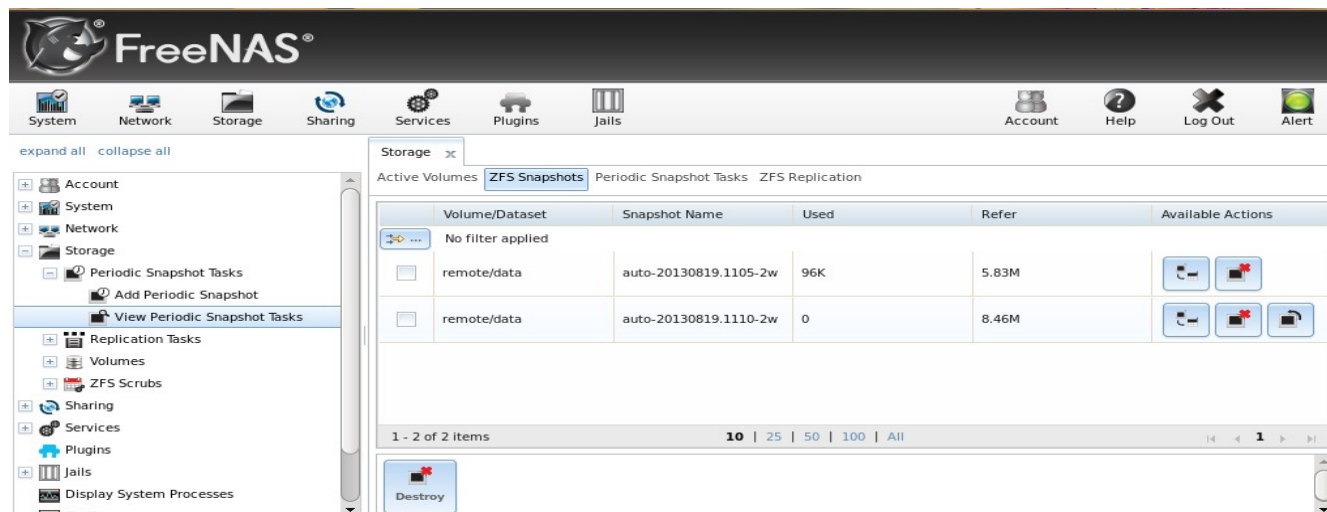 FreeNAS®
System Network Storage Sharing Services Plugins Jails Account Help Log Out Alert
expand all collapse all
Account
System
Network
Storage
Periodic Snapshot Tasks
Add Periodic Snapshot
View Periodic Snapshot Tasks
Replication Tasks
Volumes
ZFS Scrubs
Sharing
Services
Plugins
Jails
Display System Processes
Storage x
Active Volumes ZFS Snapshots Periodic Snapshot Tasks ZFS Replication
Volume/Dataset Snapshot Name Used Refer Available Actions
... No filter applied
remote/data auto-20130819.1105-2w 96K 5.83M
remote/data auto-20130819.1110-2w 0 8.46M
1 - 2 of 2 items 10 | 25 | 50 | 100 | All 1
Destroy